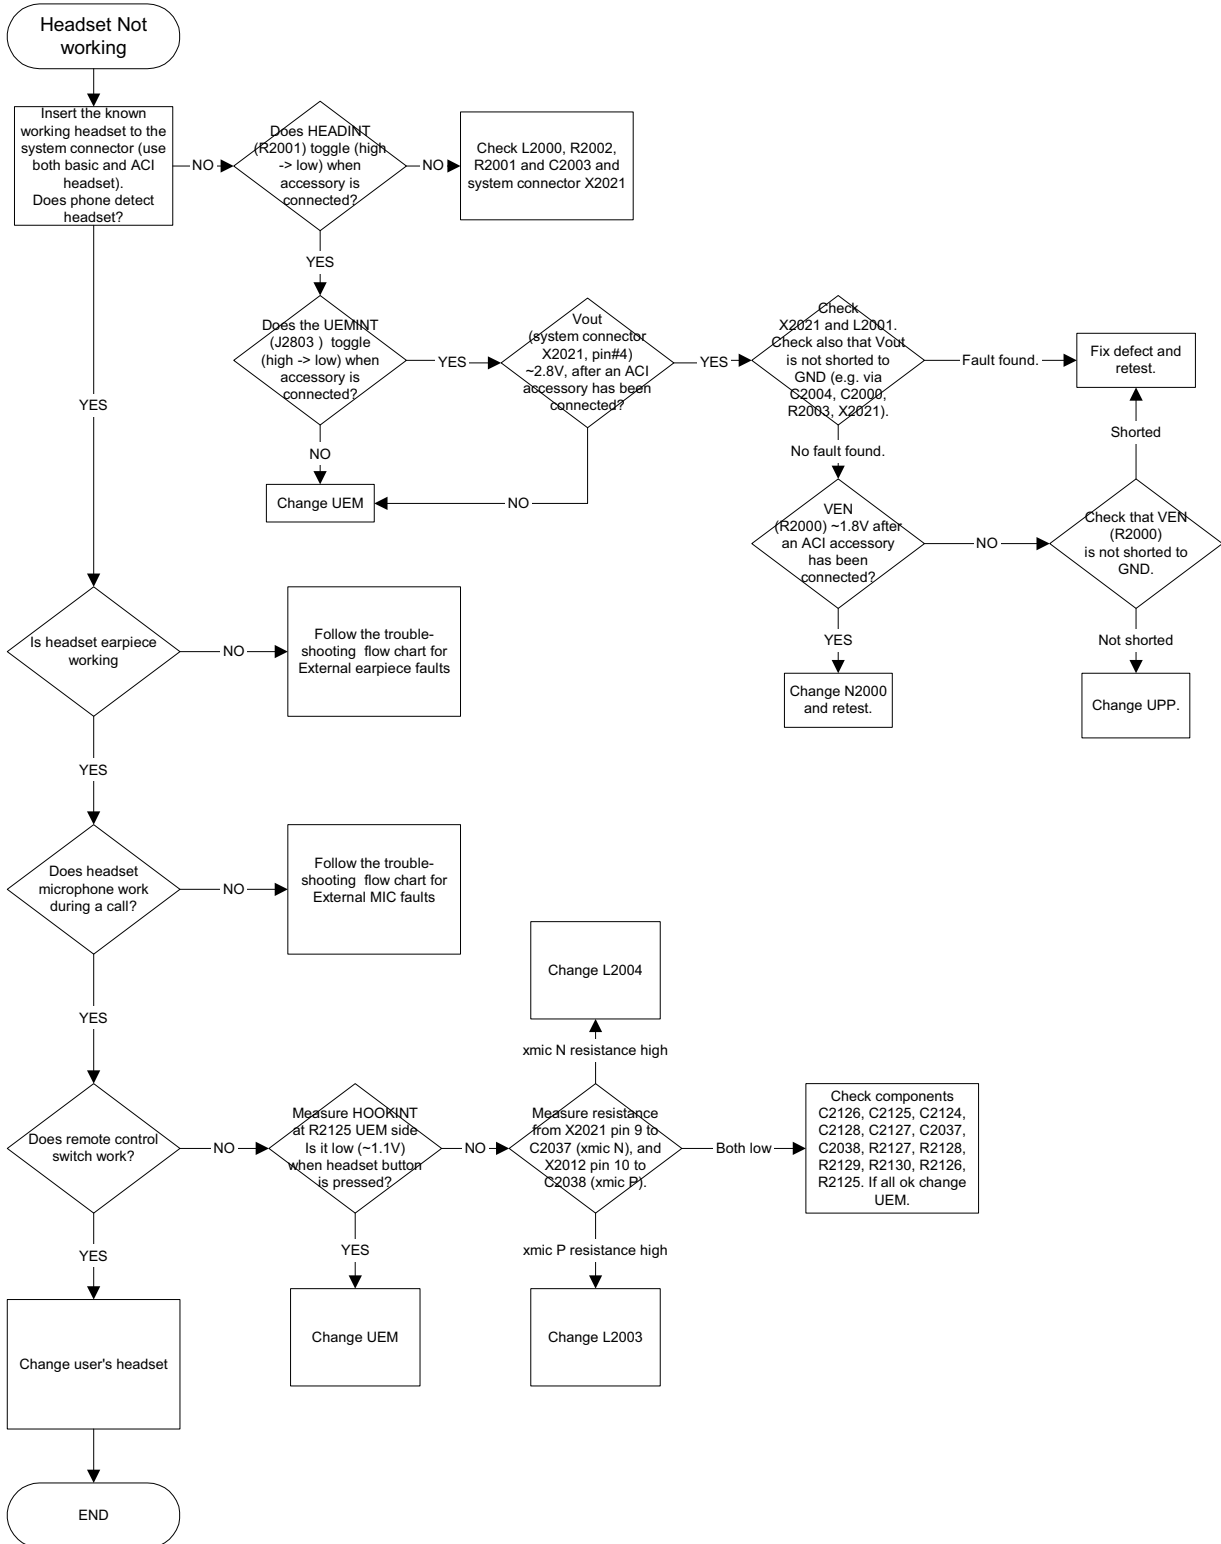 Headset Not
working
Insert the known
working headset to the
system connector (use
both basic and ACI
headset).
Does phone detect
headset?
NO
Does HEADINT
(R2001) toggle (high
-> low) when
accessory is
connected?
NO
Check L2000, R2002,
R2001 and C2003 and
system connector X2021
YES
YES
Does the UEMINT
(J2803 ) toggle
(high -> low) when
accessory is
connected?
YES
Vout
(system connector
X2021, pin#4)
~2.8V, after an ACI
accessory has been
connected?
YES
Check
X2021 and L2001.
Check also that Vout
is not shorted to
GND (e.g. via
C2004, C2000,
R2003, X2021).
Fault found.
Fix defect and
retest.
NO
Change UEM
NO
No fault found.
Shorted
VEN
(R2000) ~1.8V after
an ACI accessory
has been
connected?
NO
Check that VEN
(R2000)
is not shorted to
GND.
YES
Not shorted
Change N2000
and retest.
Change UPP.
Is headset earpiece
working
NO
Follow the trouble-
shooting flow chart for
External earpiece faults
YES
Does headset
microphone work
during a call?
NO
Follow the trouble-
shooting flow chart for
External MIC faults
YES
Change L2004
xmic N resistance high
Does remote control
switch work?
NO
Measure HOOKINT
at R2125 UEM side
Is it low (~1.1V)
when headset button
is pressed?
NO
Measure resistance
from X2021 pin 9 to
C2037 (xmic N), and
X2012 pin 10 to
C2038 (xmic P).
Both low
Check components
C2126, C2125, C2124,
C2128, C2127, C2037,
C2038, R2127, R2128,
R2129, R2130, R2126,
R2125. If all ok change
UEM.
YES
YES
xmic P resistance high
Change user's headset
Change UEM
Change L2003
END